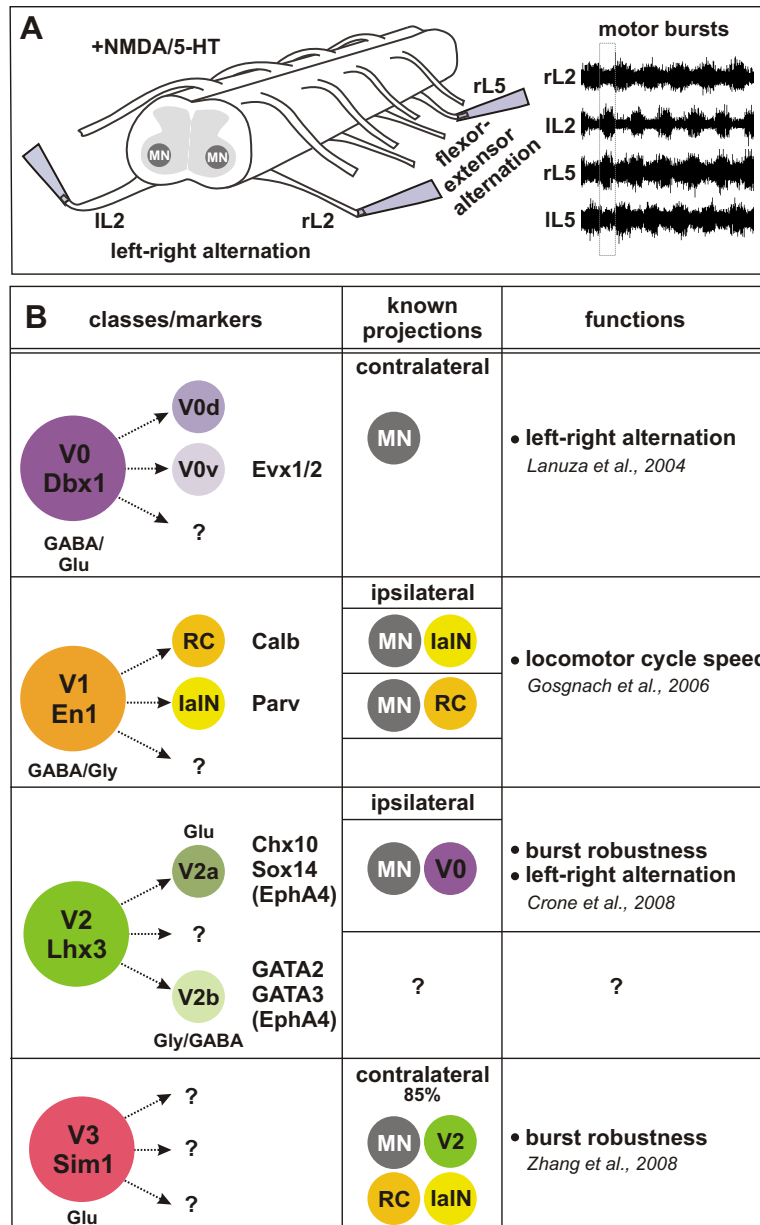 A
+NMDA/5-HT
MN
MN
lL2
rL2
rL5
left-right alternation
flexor-
extensor
alternation
motor bursts
rL2
lL2
rL5
lL5
B
classes/markers
known
projections
functions
V0
Dbx1
GABA/
Glu
V0d
V0v
Evx1/2
?
contralateral
MN
• left-right alternation
Lanuza et al., 2004
V1
En1
GABA/Gly
RC
Calb
IaIN
Parv
?
ipsilateral
MN IaIN
MN RC
• locomotor cycle speed
Gosgnach et al., 2006
V2
Lhx3
Glu
V2a
Chx10
Sox14
(EphA4)
?
V2b
GATA2
GATA3
(EphA4)
Gly/GABA
ipsilateral
MN V0
?
• burst robustness
• left-right alternation
Crone et al., 2008
?
V3
Sim1
Glu
?
?
?
contralateral
85%
MN V2
RC IaIN
• burst robustness
Zhang et al., 2008